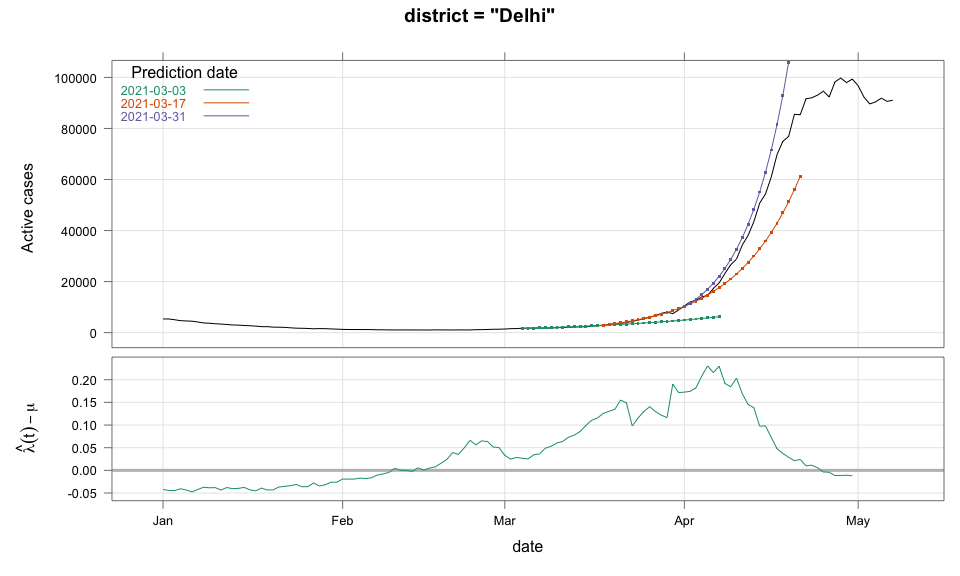 district = "Delhi"
Prediction date
2021-03-03
2021-03-17
2021-03-31
Active cases
100000
80000
60000
40000
20000
0
λ̂(t) − μ
0.20
0.15
0.10
0.05
0.00
-0.05
Jan Feb Mar Apr May
date